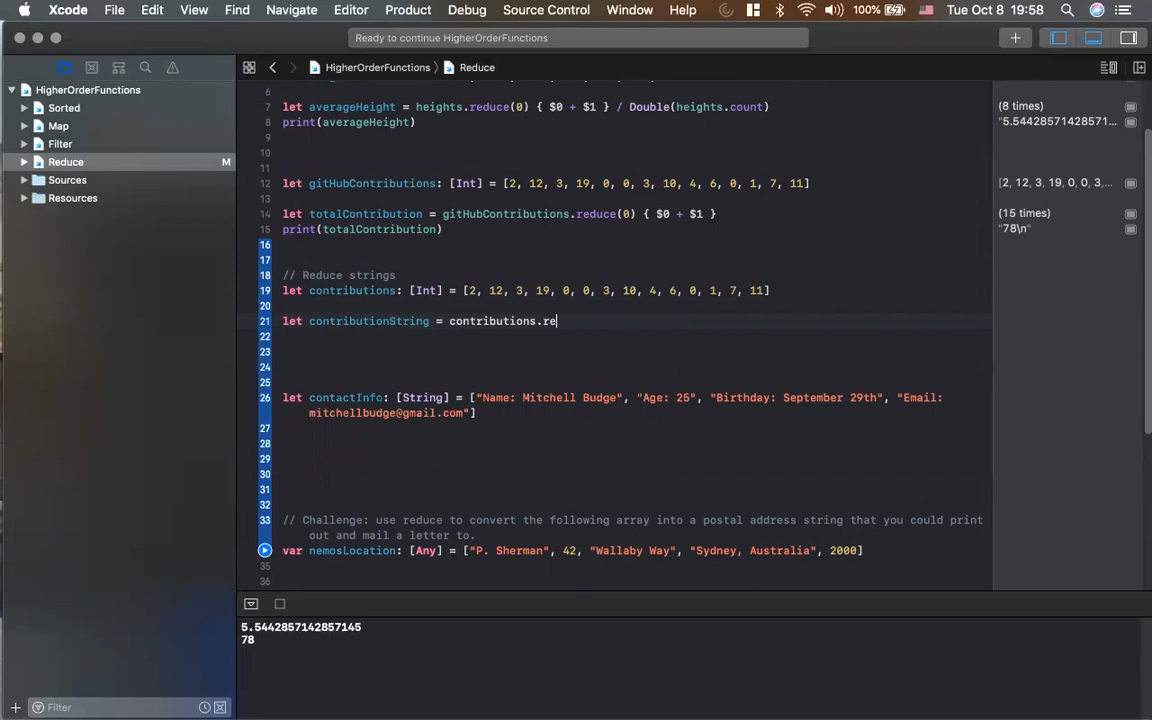 Xcode File Edit View Find Navigate Editor Product Debug Source Control Window Help 100% Tue Oct 8 19:58
Ready to continue HigherOrderFunctions
HigherOrderFunctions Reduce
HigherOrderFunctions
Sorted
Map
Filter
Reduce M
Sources
Resources
6
7 let averageHeight = heights.reduce(0) { $0 + $1 } / Double(heights.count) (8 times)
8 print(averageHeight) "5.54428571428571...
9
10
11
12 let gitHubContributions: [Int] = [2, 12, 3, 19, 0, 0, 3, 10, 4, 6, 0, 1, 7, 11] [2, 12, 3, 19, 0, 0, 3,...
13
14 let totalContribution = gitHubContributions.reduce(0) { $0 + $1 } (15 times)
15 print(totalContribution) "78\n"
16
17
18 // Reduce strings
19 let contributions: [Int] = [2, 12, 3, 19, 0, 0, 3, 10, 4, 6, 0, 1, 7, 11]
20
21 let contributionString = contributions.re
22
23
24
25
26 let contactInfo: [String] = ["Name: Mitchell Budge", "Age: 25", "Birthday: September 29th", "Email:
mitchellbudge@gmail.com"]
27
28
29
30
31
32
33 // Challenge: use reduce to convert the following array into a postal address string that you could print
out and mail a letter to.
var nemosLocation: [Any] = ["P. Sherman", 42, "Wallaby Way", "Sydney, Australia", 2000]
35
36
5.5442857142857145
78
Filter